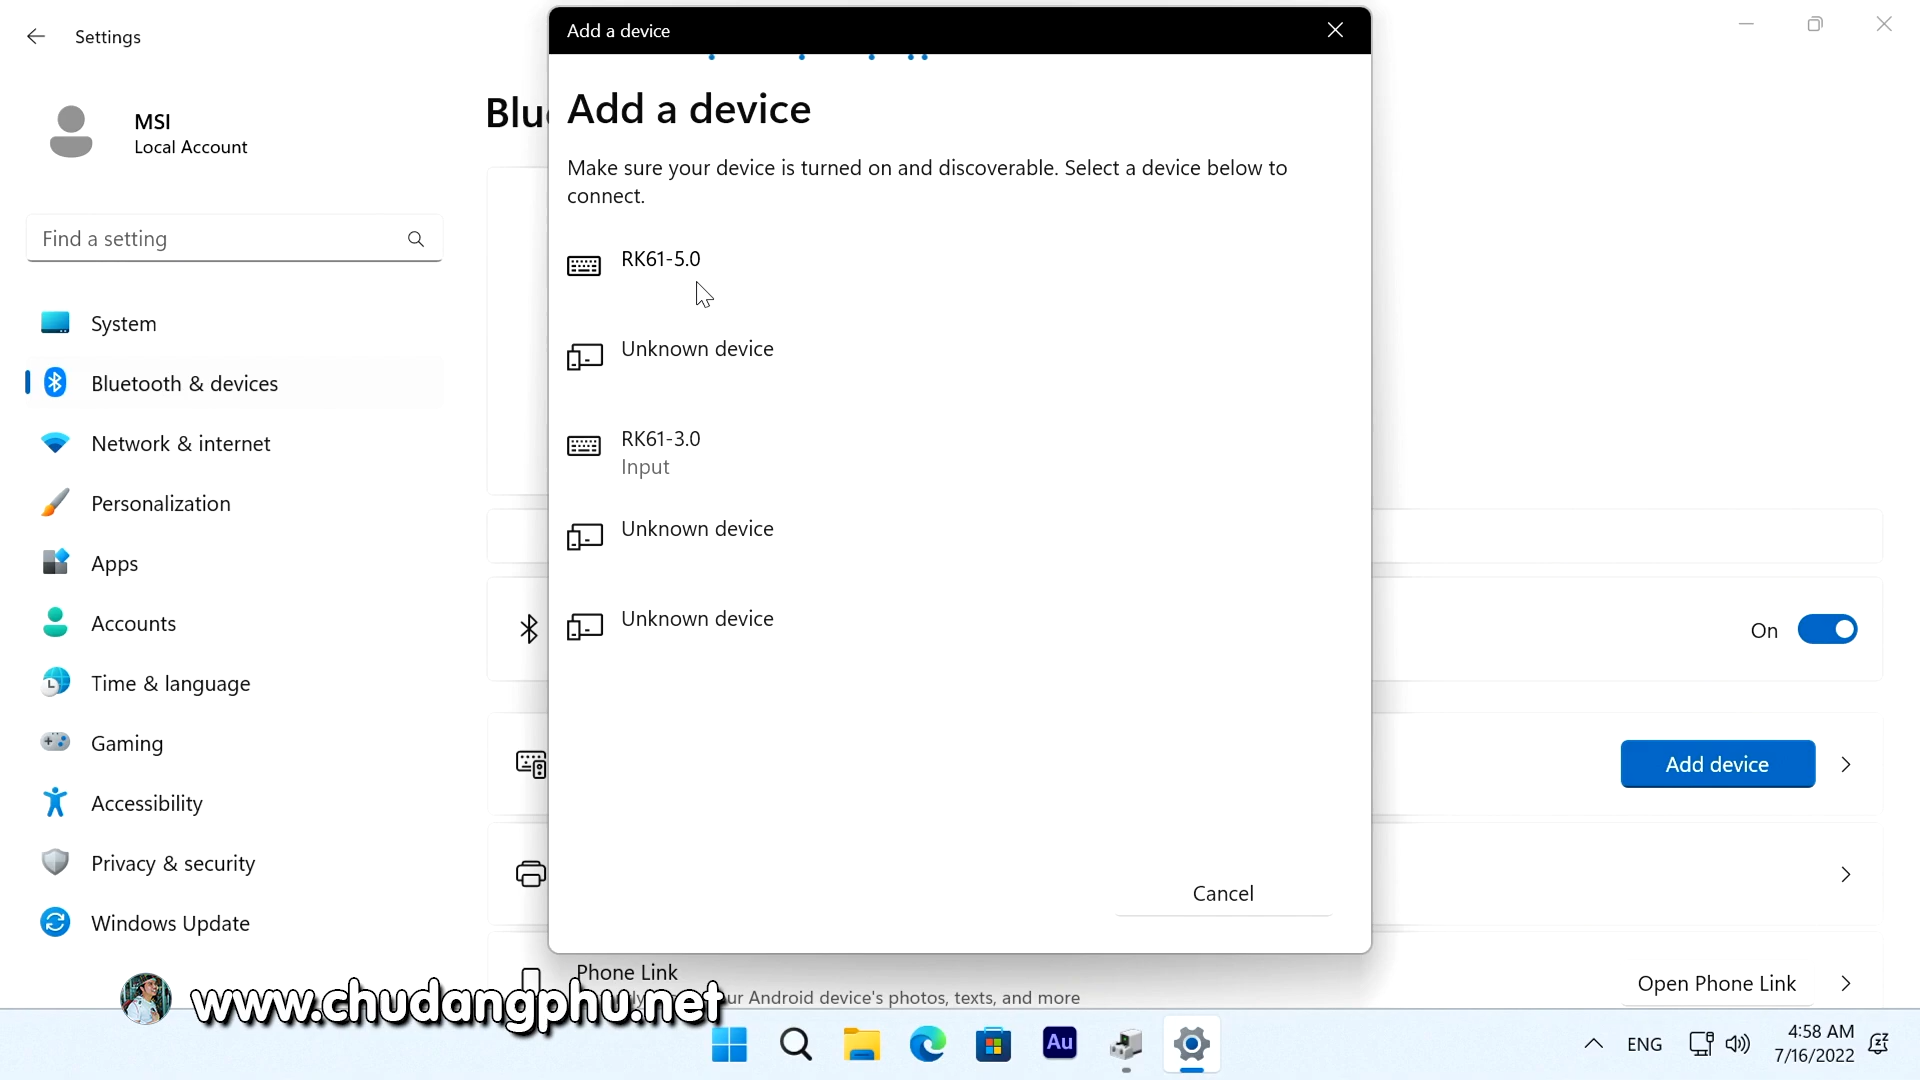 Settings
MSI
Local Account
Find a setting
System
Bluetooth & devices
Network & internet
Personalization
Apps
Accounts
Time & language
Gaming
Accessibility
Privacy & security
Windows Update
Add a device
Add a device
Make sure your device is turned on and discoverable. Select a device below to
connect.
RK61-5.0
Unknown device
RK61-3.0
Input
Unknown device
Unknown device
Cancel
On
Add device
Phone Link
Android device's photos, texts, and more
Open Phone Link
www.chudangphu.net
Au
ENG
4:58 AM
7/16/2022